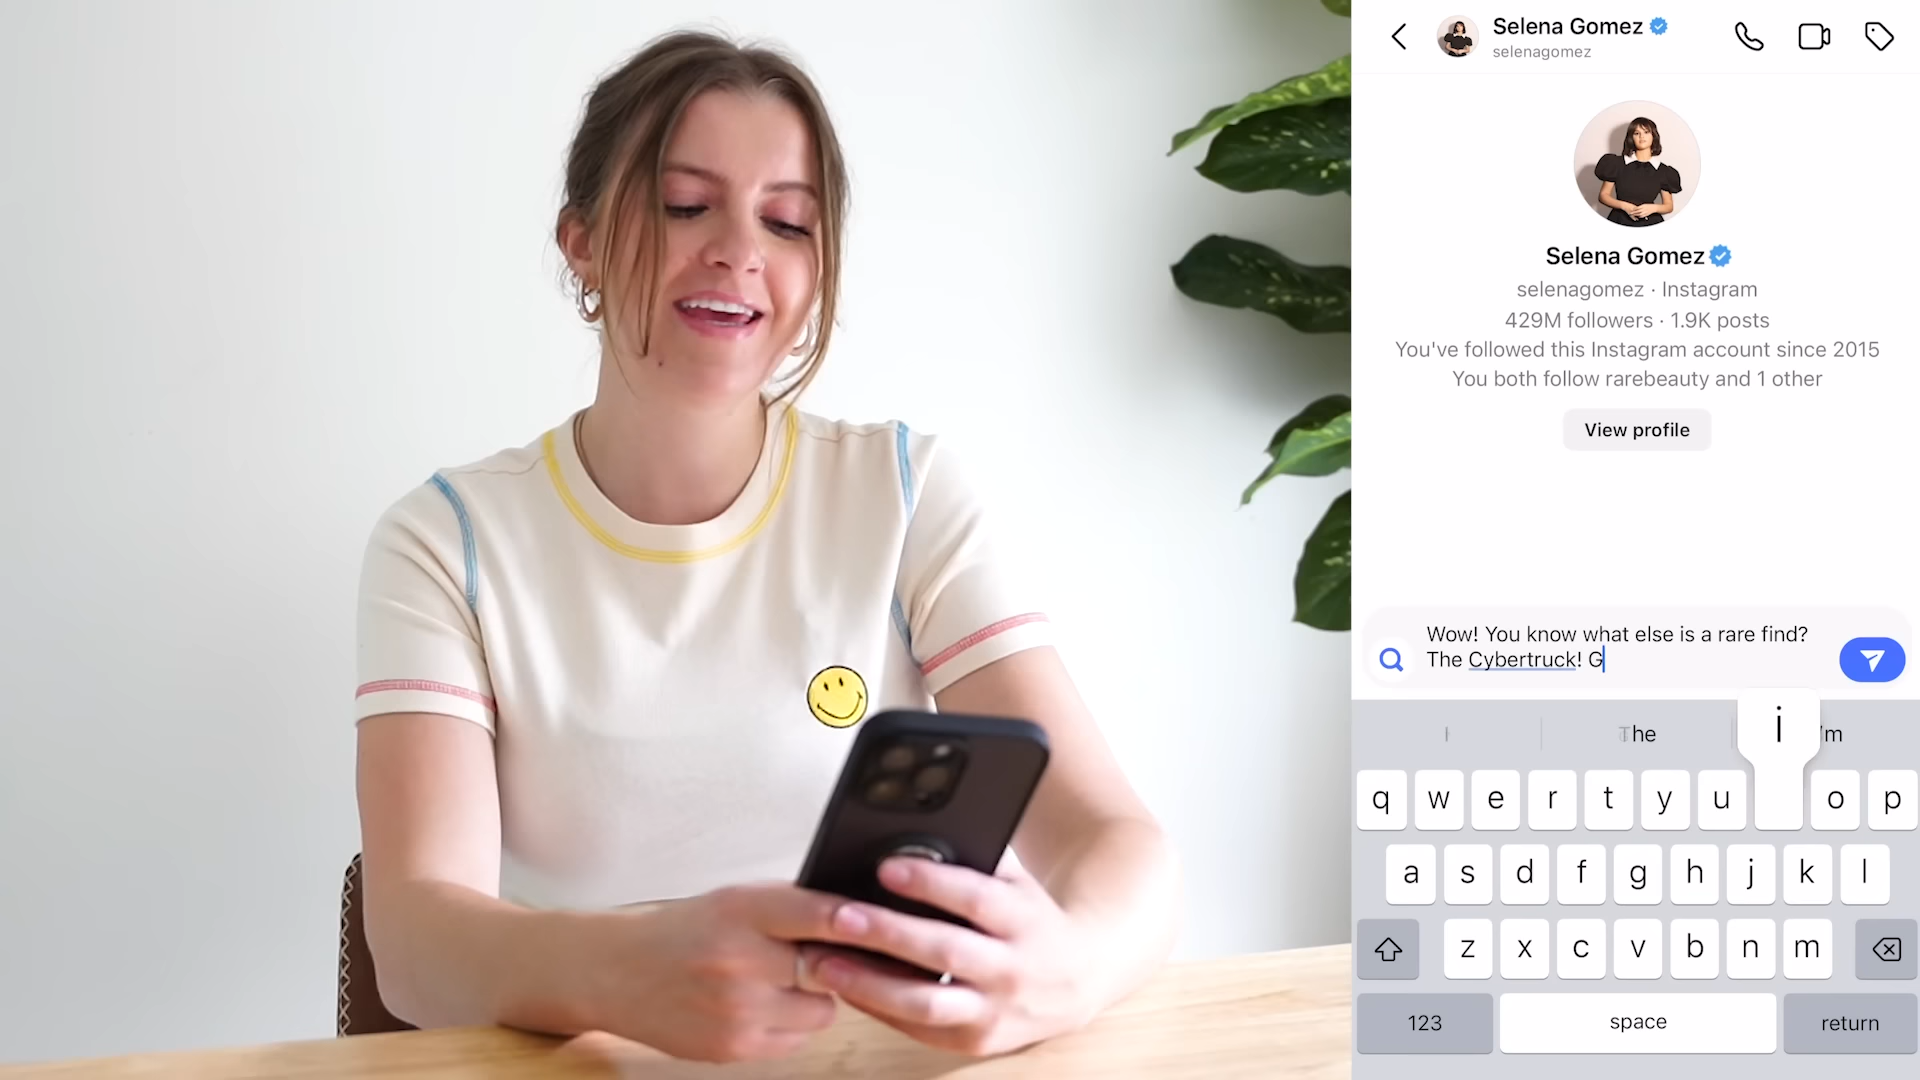 Selena Gomez
selenagomez
Selena Gomez
selenagomez · Instagram
429M followers · 1.9K posts
You've followed this Instagram account since 2015
You both follow rarebeauty and 1 other
View profile
Wow! You know what else is a rare find?
The Cybertruck! G
The
i
q w e r t y u o p
a s d f g h j k l
z x c v b n m
123 space return